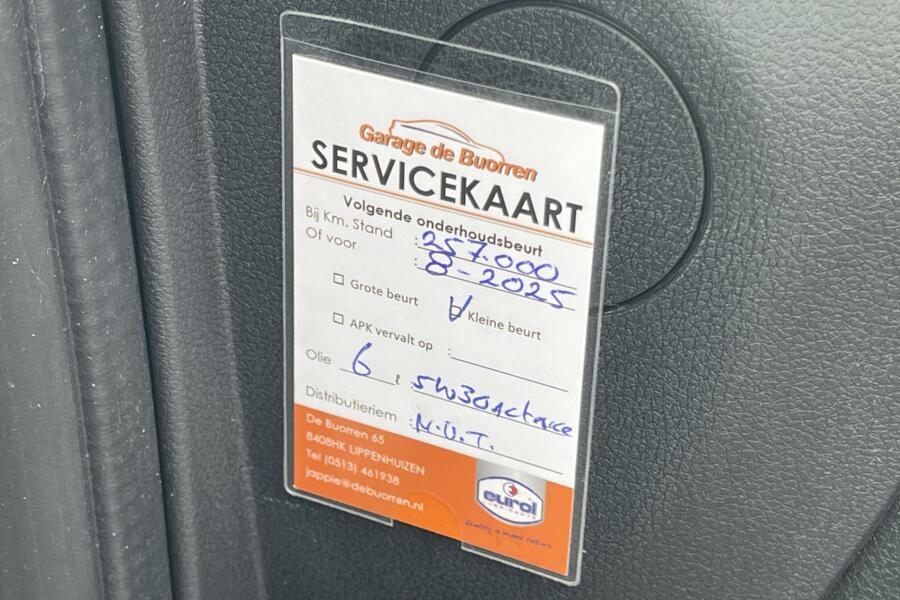 Garage de Buorren
SERVICEKAART
Volgende onderhoudsbeurt
Bij Km. Stand : 257.000
Of voor : 8-2025
Grote beurt Kleine beurt
APK vervalt op :
Olie 6 l : 5W30
Distributieriem : N.V.T.
De Buorren 65
8408HK LIPPENHUIZEN
Tel (0513) 461938
jappie@debuorren.nl
eurol
LUBRICANTS